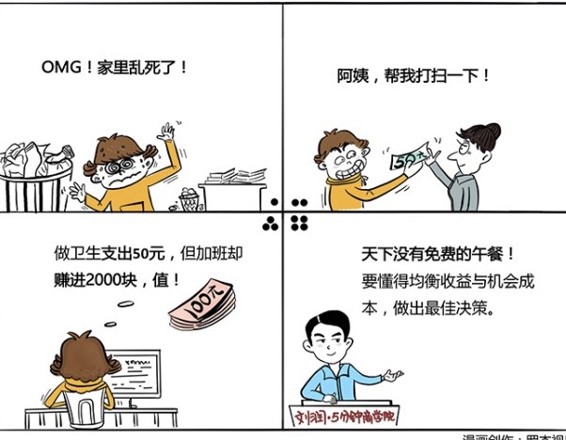 OMG！家里乱死了！
阿姨，帮我打扫一下！
50元
做卫生支出50元，但加班却
赚进2000块，值！
100元
天下没有免费的午餐！
要懂得均衡收益与机会成
本，做出最佳决策。
刘润·5分钟商学院